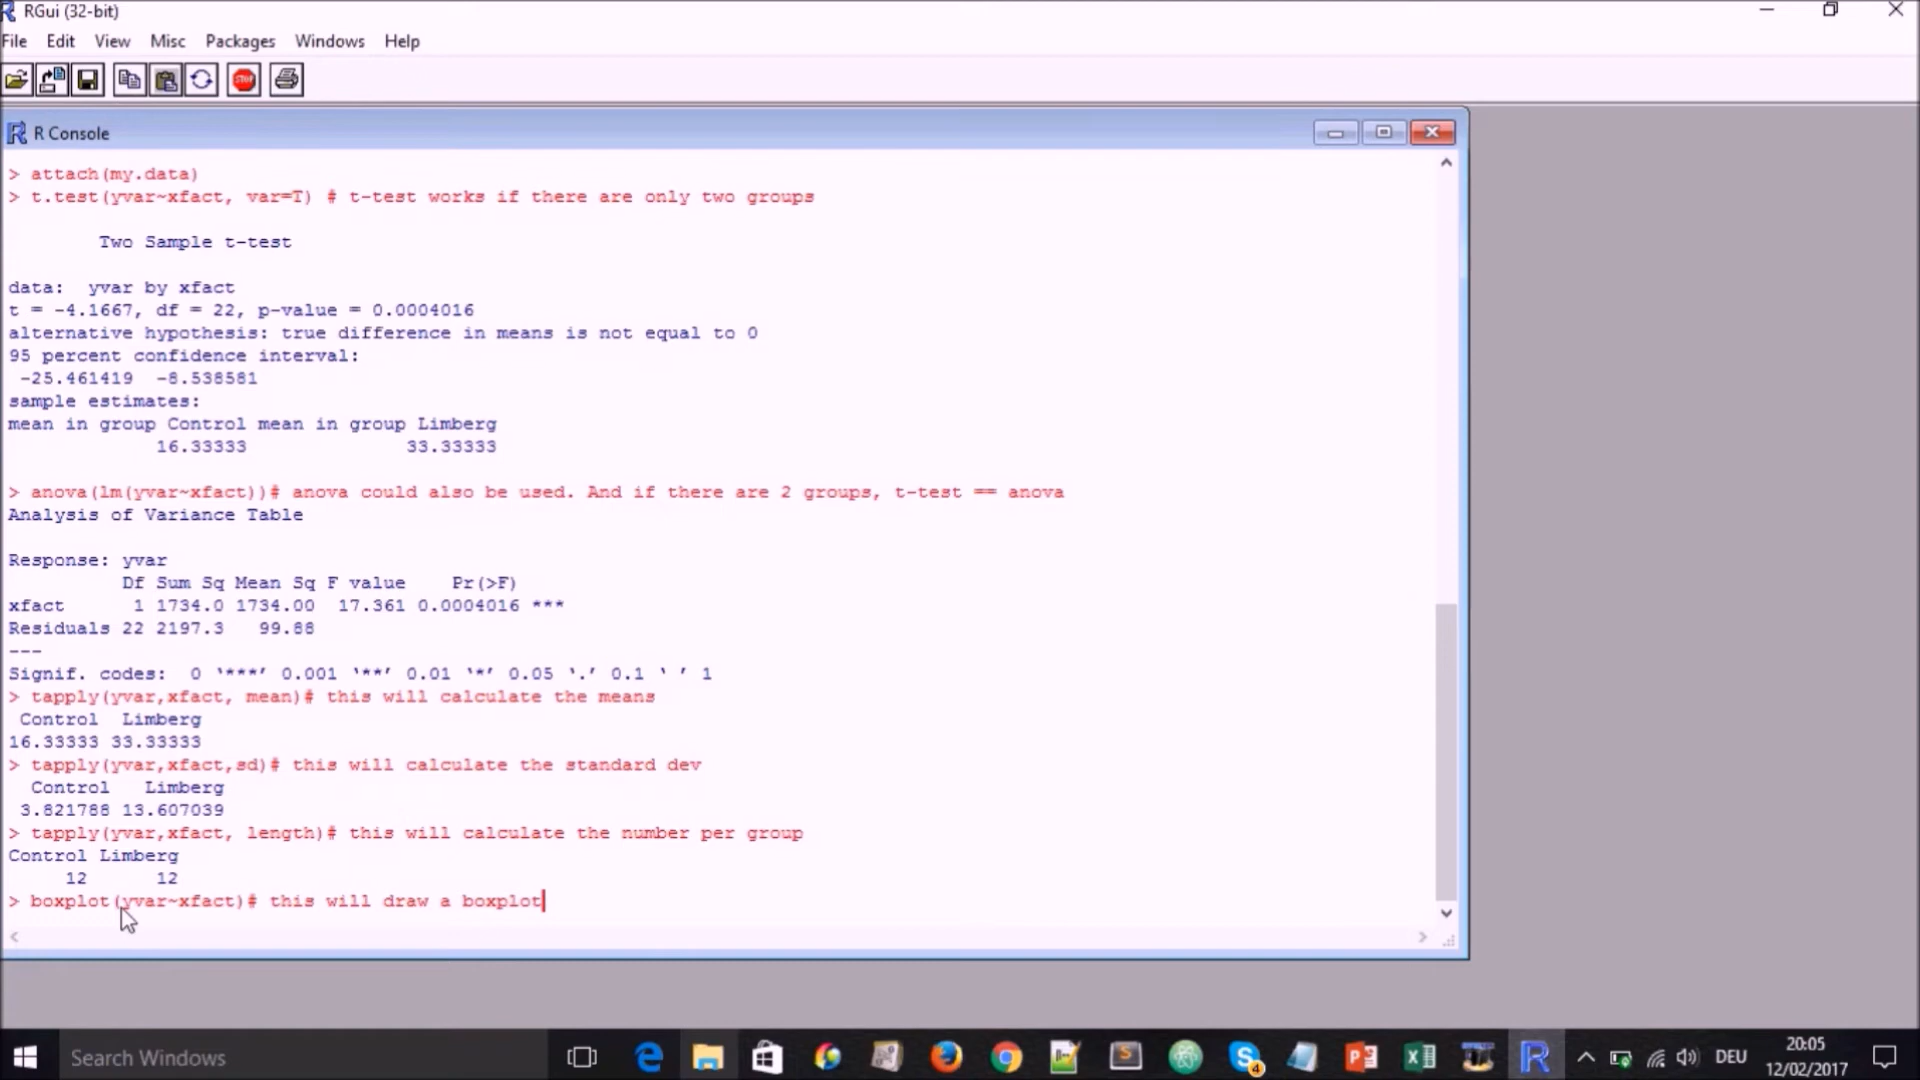 RGui (32-bit)
File Edit View Misc Packages Windows Help
STOP
R Console
> attach(my.data)
> t.test(yvar~xfact, var=T) # t-test works if there are only two groups
Two Sample t-test
data:  yvar by xfact
t = -4.1667, df = 22, p-value = 0.0004016
alternative hypothesis: true difference in means is not equal to 0
95 percent confidence interval:
-25.461419  -8.538581
sample estimates:
mean in group Control mean in group Limberg
16.33333 33.33333
> anova(lm(yvar~xfact))# anova could also be used. And if there are 2 groups, t-test == anova
Analysis of Variance Table
Response: yvar
Df Sum Sq Mean Sq F value    Pr(>F)
xfact      1 1734.0 1734.00  17.361 0.0004016 ***
Residuals 22 2197.3   99.88
---
Signif. codes:  0 ‘***’ 0.001 ‘**’ 0.01 ‘*’ 0.05 ‘.’ 0.1 ‘ ’ 1
> tapply(yvar,xfact, mean)# this will calculate the means
Control  Limberg
16.33333 33.33333
> tapply(yvar,xfact,sd)# this will calculate the standard dev
Control   Limberg
3.821788 13.607039
> tapply(yvar,xfact, length)# this will calculate the number per group
Control Limberg
12      12
> boxplot(yvar~xfact)# this will draw a boxplot
Search Windows
4
DEU
20:05
12/02/2017